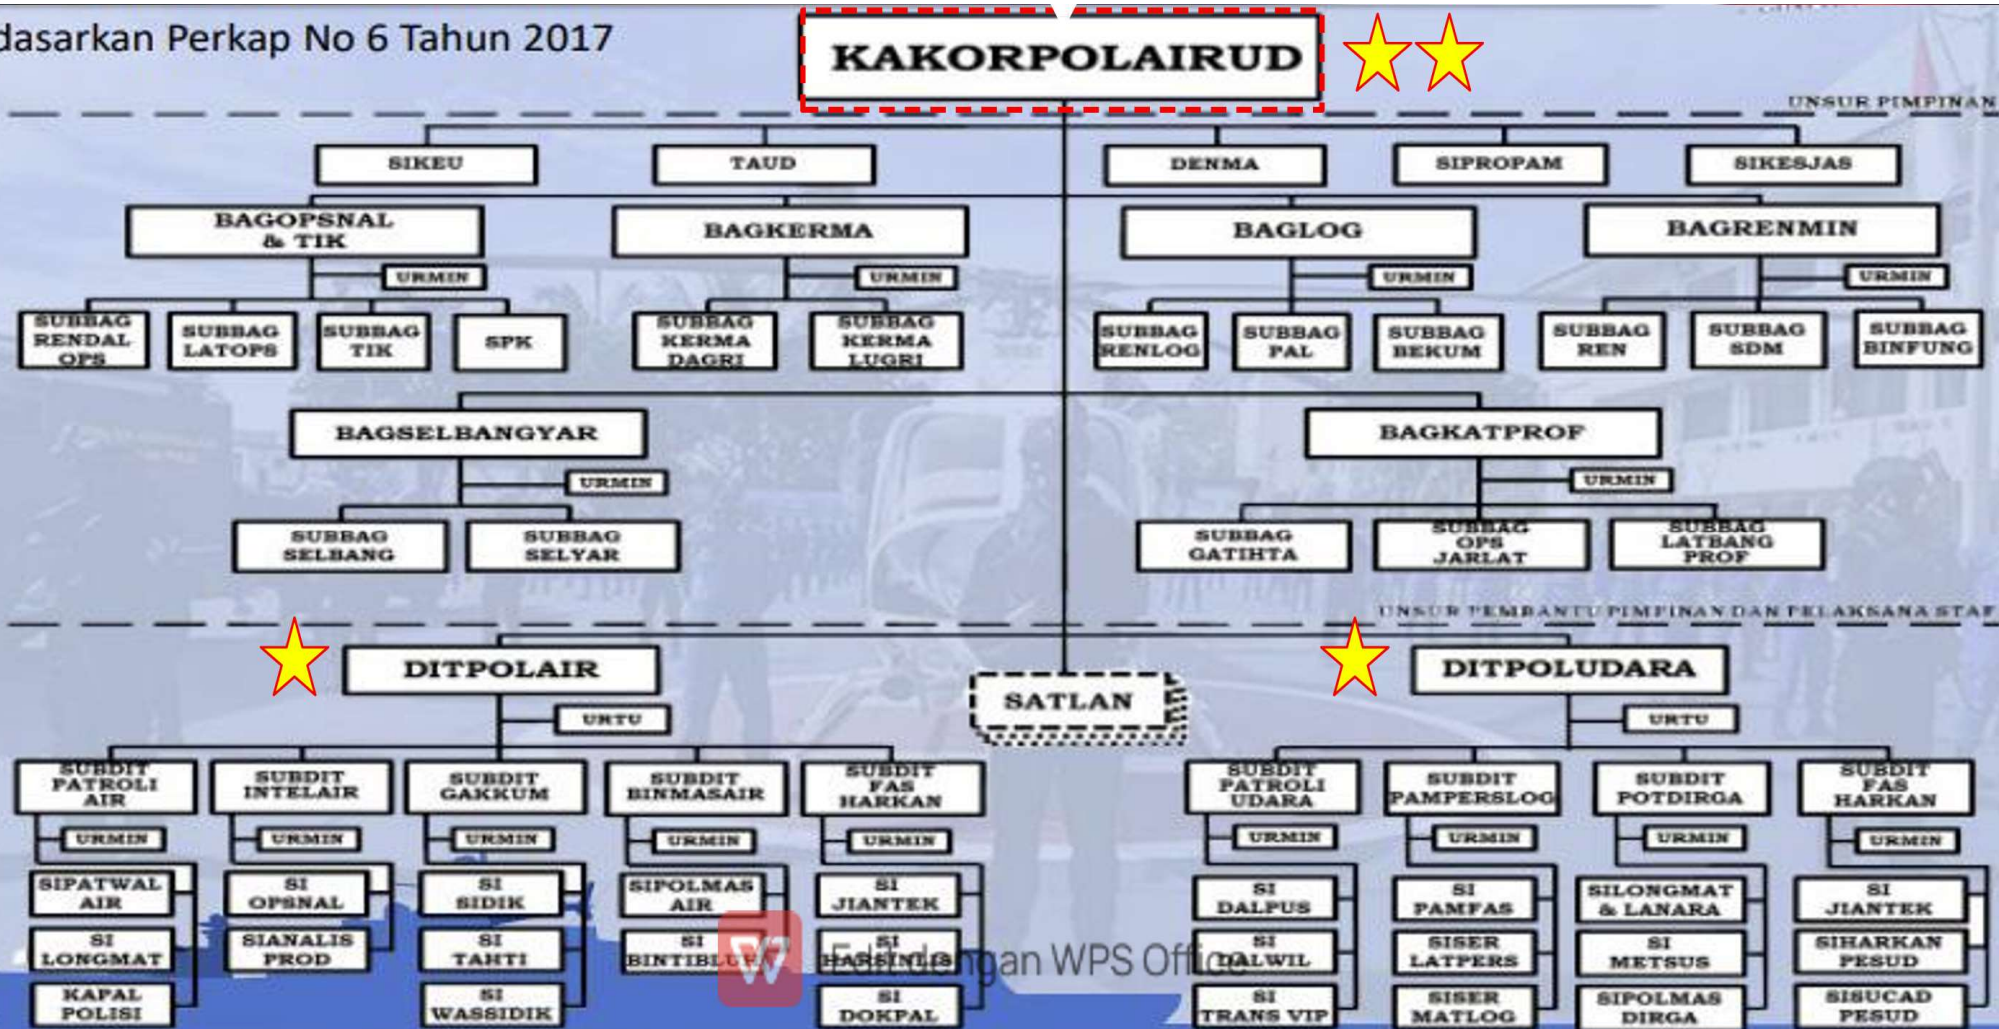 dasarkan Perkap No 6 Tahun 2017
KAKORPOLAIRUD
UNSUR PIMPINAN
SIKEU
TAUD
DENMA
SIPROPAM
SIKESJAS
BAGOPSNAL
& TIK
BAGKERMA
BAGLOG
BAGRENMIN
URMIN
URMIN
URMIN
URMIN
SUBBAG
RENDAL
OPS
SUBBAG
LATOPS
SUBBAG
TIK
SPK
SUBBAG
KERMA
DAGRI
SUBBAG
KERMA
LUGRI
SUBBAG
RENLOG
SUBBAG
PAL
SUBBAG
BEKUM
SUBBAG
REN
SUBBAG
SDM
SUBBAG
BINFUNG
BAGSELBANGYAR
BAGKATPROF
URMIN
URMIN
SUBBAG
SELBANG
SUBBAG
SELYAR
SUBBAG
GATIHTA
SUBBAG
OPS
JARLAT
SUBBAG
LATBANG
PROF
UNSUR PEMBANTU PIMPINAN DAN PELAKSANA STAF
DITPOLAIR
SATLAN
DITPOLUDARA
URTU
URTU
SUBDIT
PATROLI
AIR
SUBDIT
INTELAIR
SUBDIT
GAKKUM
SUBDIT
BINMASAIR
SUBDIT
FAS
HARKAN
SUBDIT
PATROLI
UDARA
SUBDIT
PAMPERSLOG
SUBDIT
POTDIRGA
SUBDIT
FAS
HARKAN
URMIN
URMIN
URMIN
URMIN
URMIN
URMIN
URMIN
URMIN
URMIN
SIPATWAL
AIR
SI
OPSNAL
SI
SIDIK
SIPOLMAS
AIR
SI
JIANTEK
SI
DALPUS
SI
PAMFAS
SILONGMAT
& LANARA
SI
JIANTEK
SI
LONGMAT
SIANALIS
PROD
SI
TAHTI
SI
SI
HARSINLIS
SI
DALWIL
SISER
LATPERS
SI
METSUS
SIHARKAN
PESUD
Edit dengan WPS Office
KAPAL
POLISI
SI
WASSIDIK
SI
DOKPAL
SI
TRANS VIP
SISER
MATLOG
SIPOLMAS
DIRGA
SISUCAD
PESUD